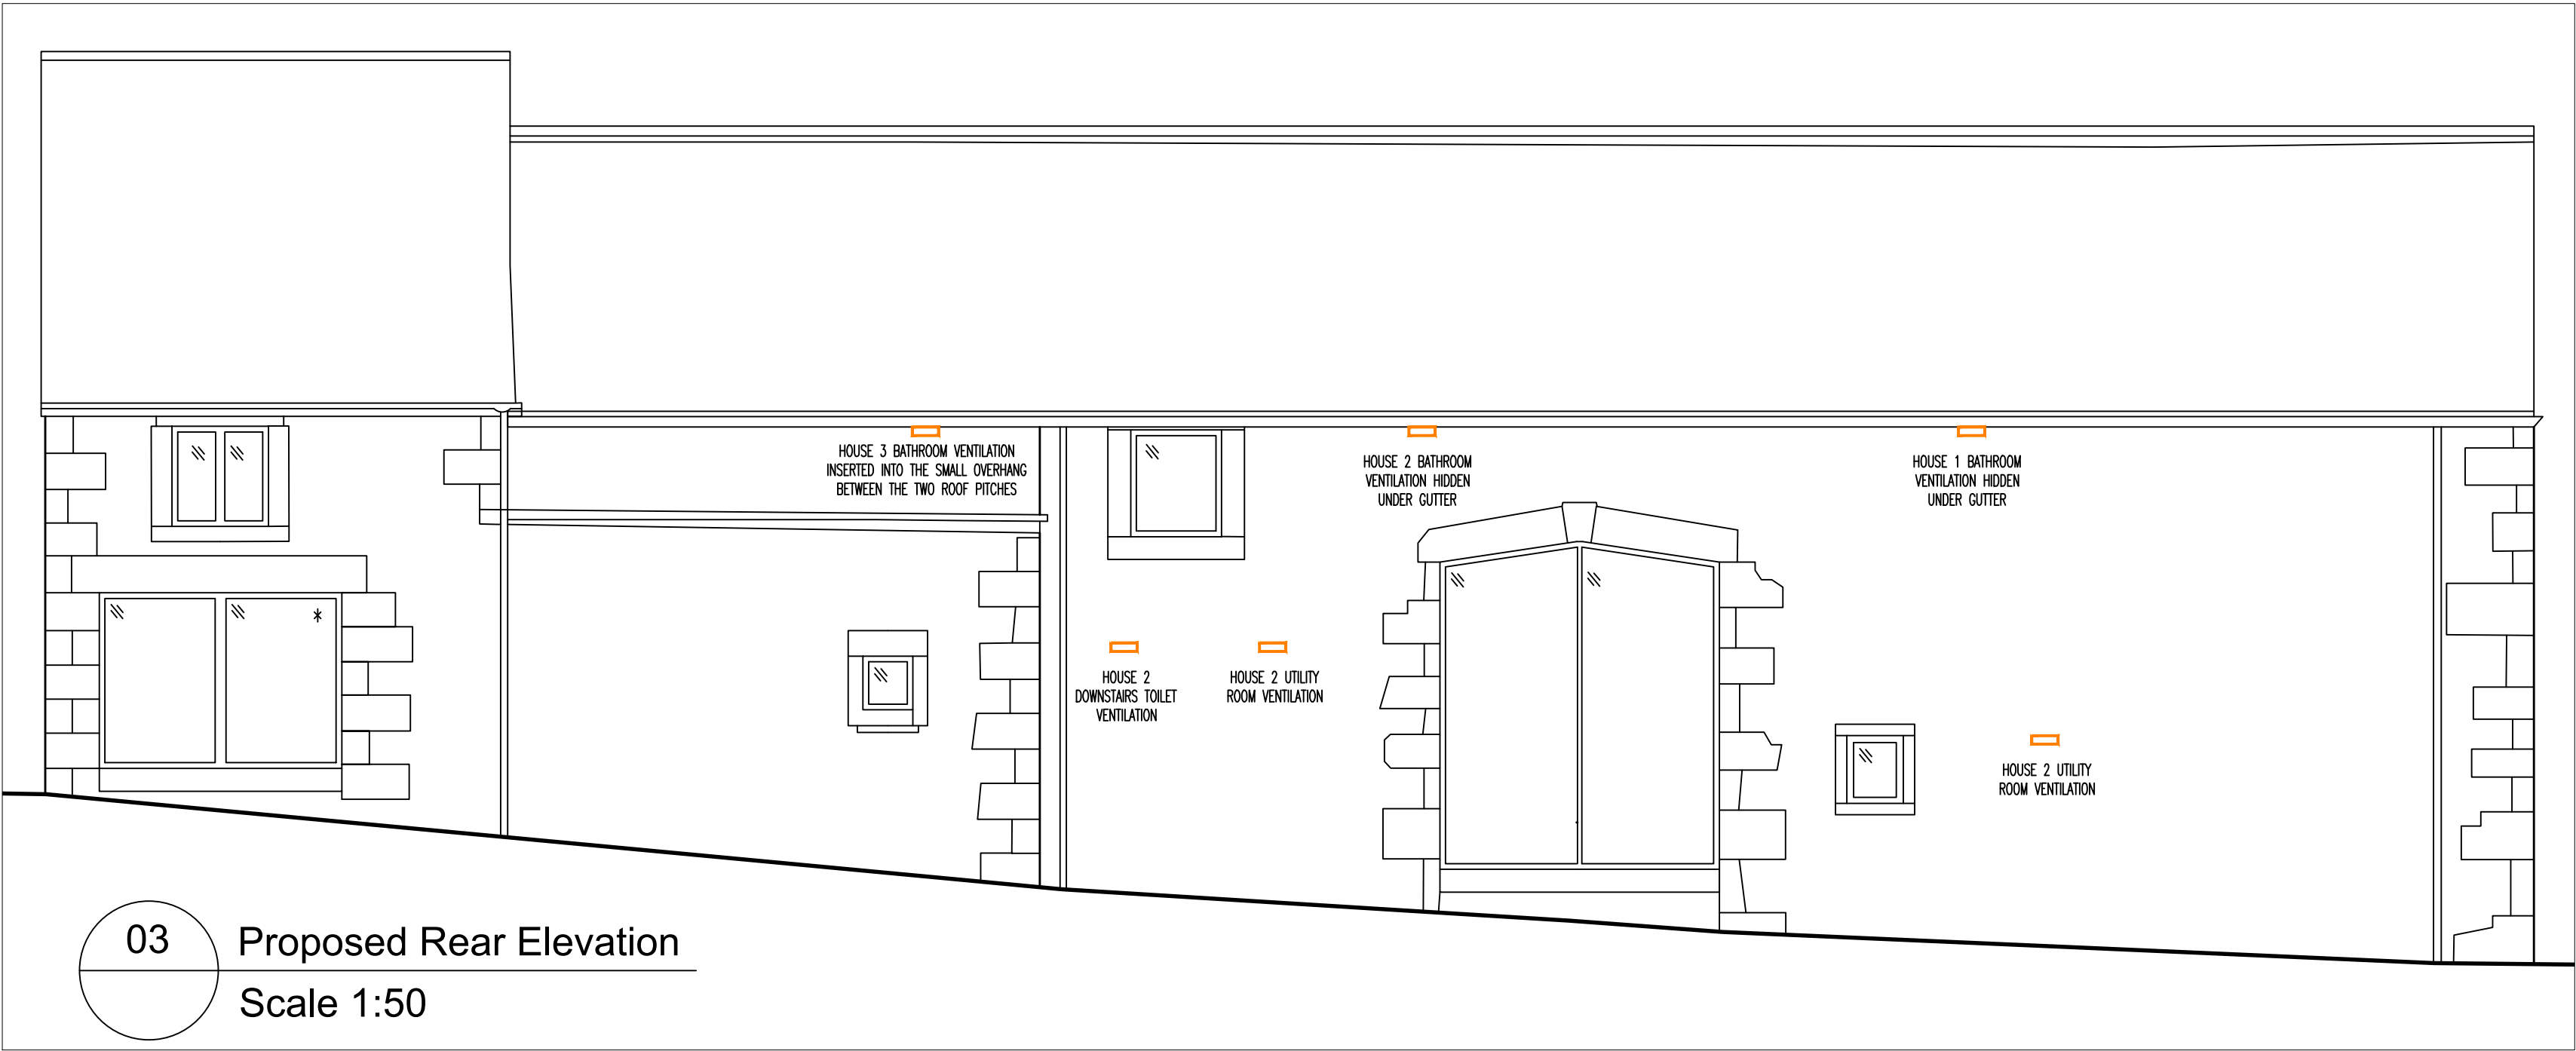 HOUSE 3 BATHROOM VENTILATION
INSERTED INTO THE SMALL OVERHANG
BETWEEN THE TWO ROOF PITCHES
HOUSE 2 BATHROOM
VENTILATION HIDDEN
UNDER GUTTER
HOUSE 1 BATHROOM
VENTILATION HIDDEN
UNDER GUTTER
HOUSE 2
DOWNSTAIRS TOILET
VENTILATION
HOUSE 2 UTILITY
ROOM VENTILATION
HOUSE 2 UTILITY
ROOM VENTILATION
03
Proposed Rear Elevation
Scale 1:50